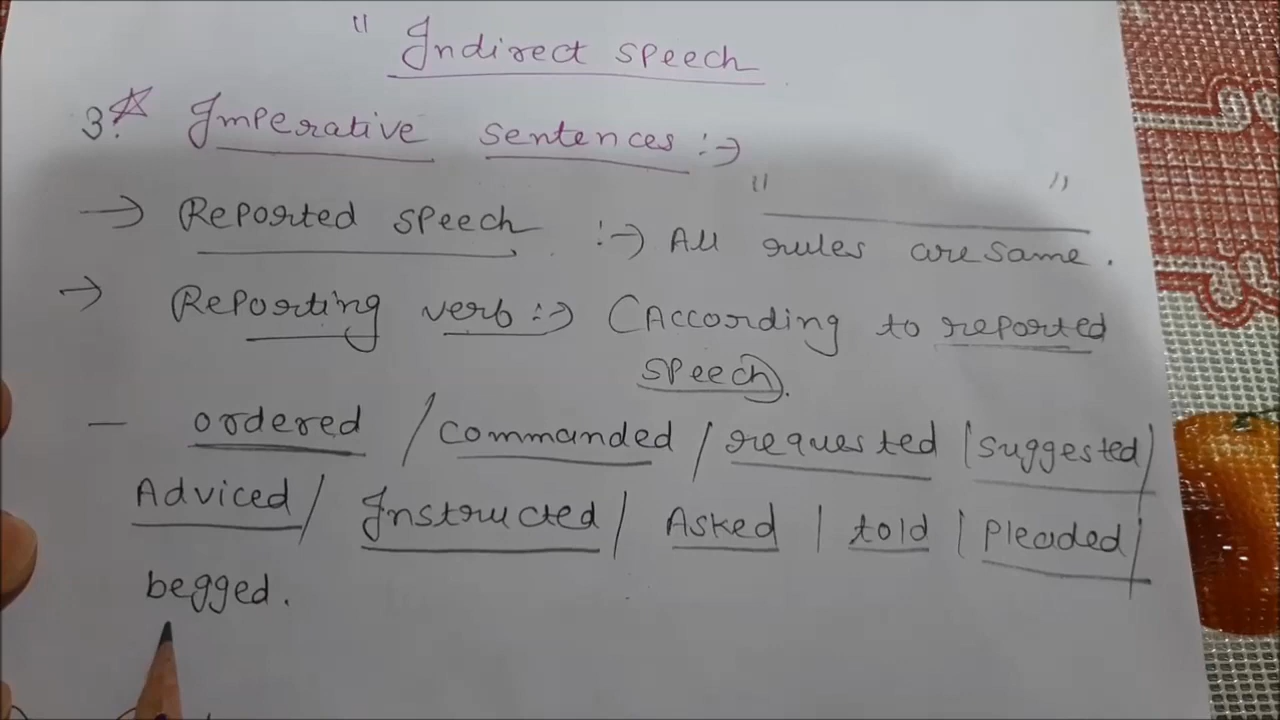 " Indirect speech
3.☆ Imperative sentences :→
"          "
→ Reported speech :→ All rules are same.
→ Reporting verb :→ (According to reported
speech).
— ordered / commanded / requested / suggested /
Adviced / Instructed / Asked / told / Pleaded /
begged.